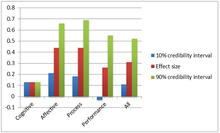 0.8
0.7
0.6
0.5
0.4
0.3
0.2
0.1
0
-0.1
Cognitive
Affective
Process
Performance
All
10% credibility interval
Effect size
90% credibility interval